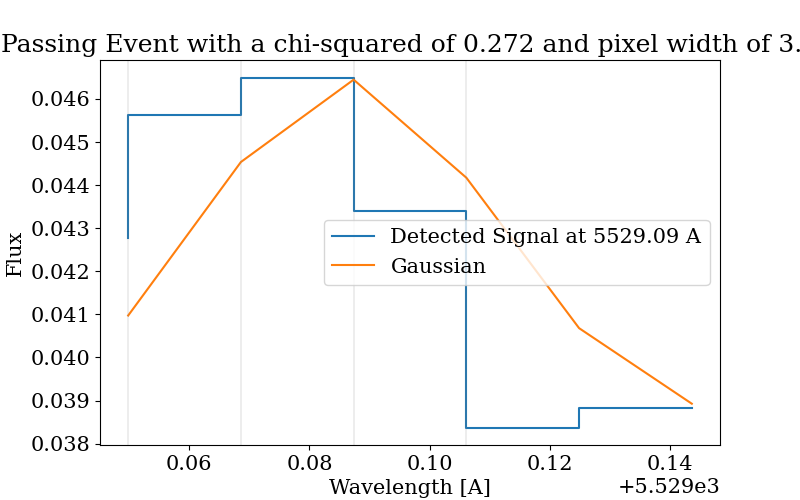 Passing Event with a chi-squared of 0.272 and pixel width of 3.
0.046
0.045
0.044
0.043
0.042
0.041
0.040
0.039
0.038
Flux
Detected Signal at 5529.09 A
Gaussian
0.06 0.08 0.10 0.12 0.14
Wavelength [A]
+5.529e3